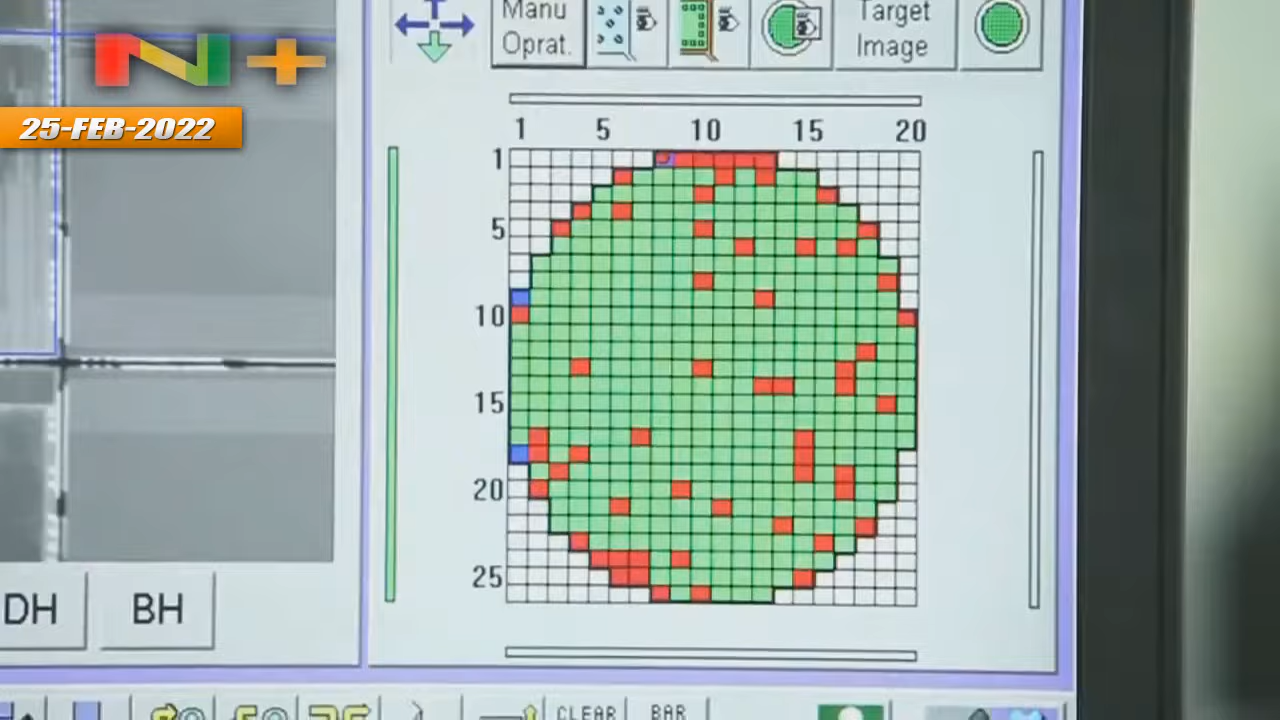 N+
25-FEB-2022
Manu
Oprat.
Target
Image
1 5 10 15 20
1
5
10
15
20
25
DH
BH
CLEAR
BAR